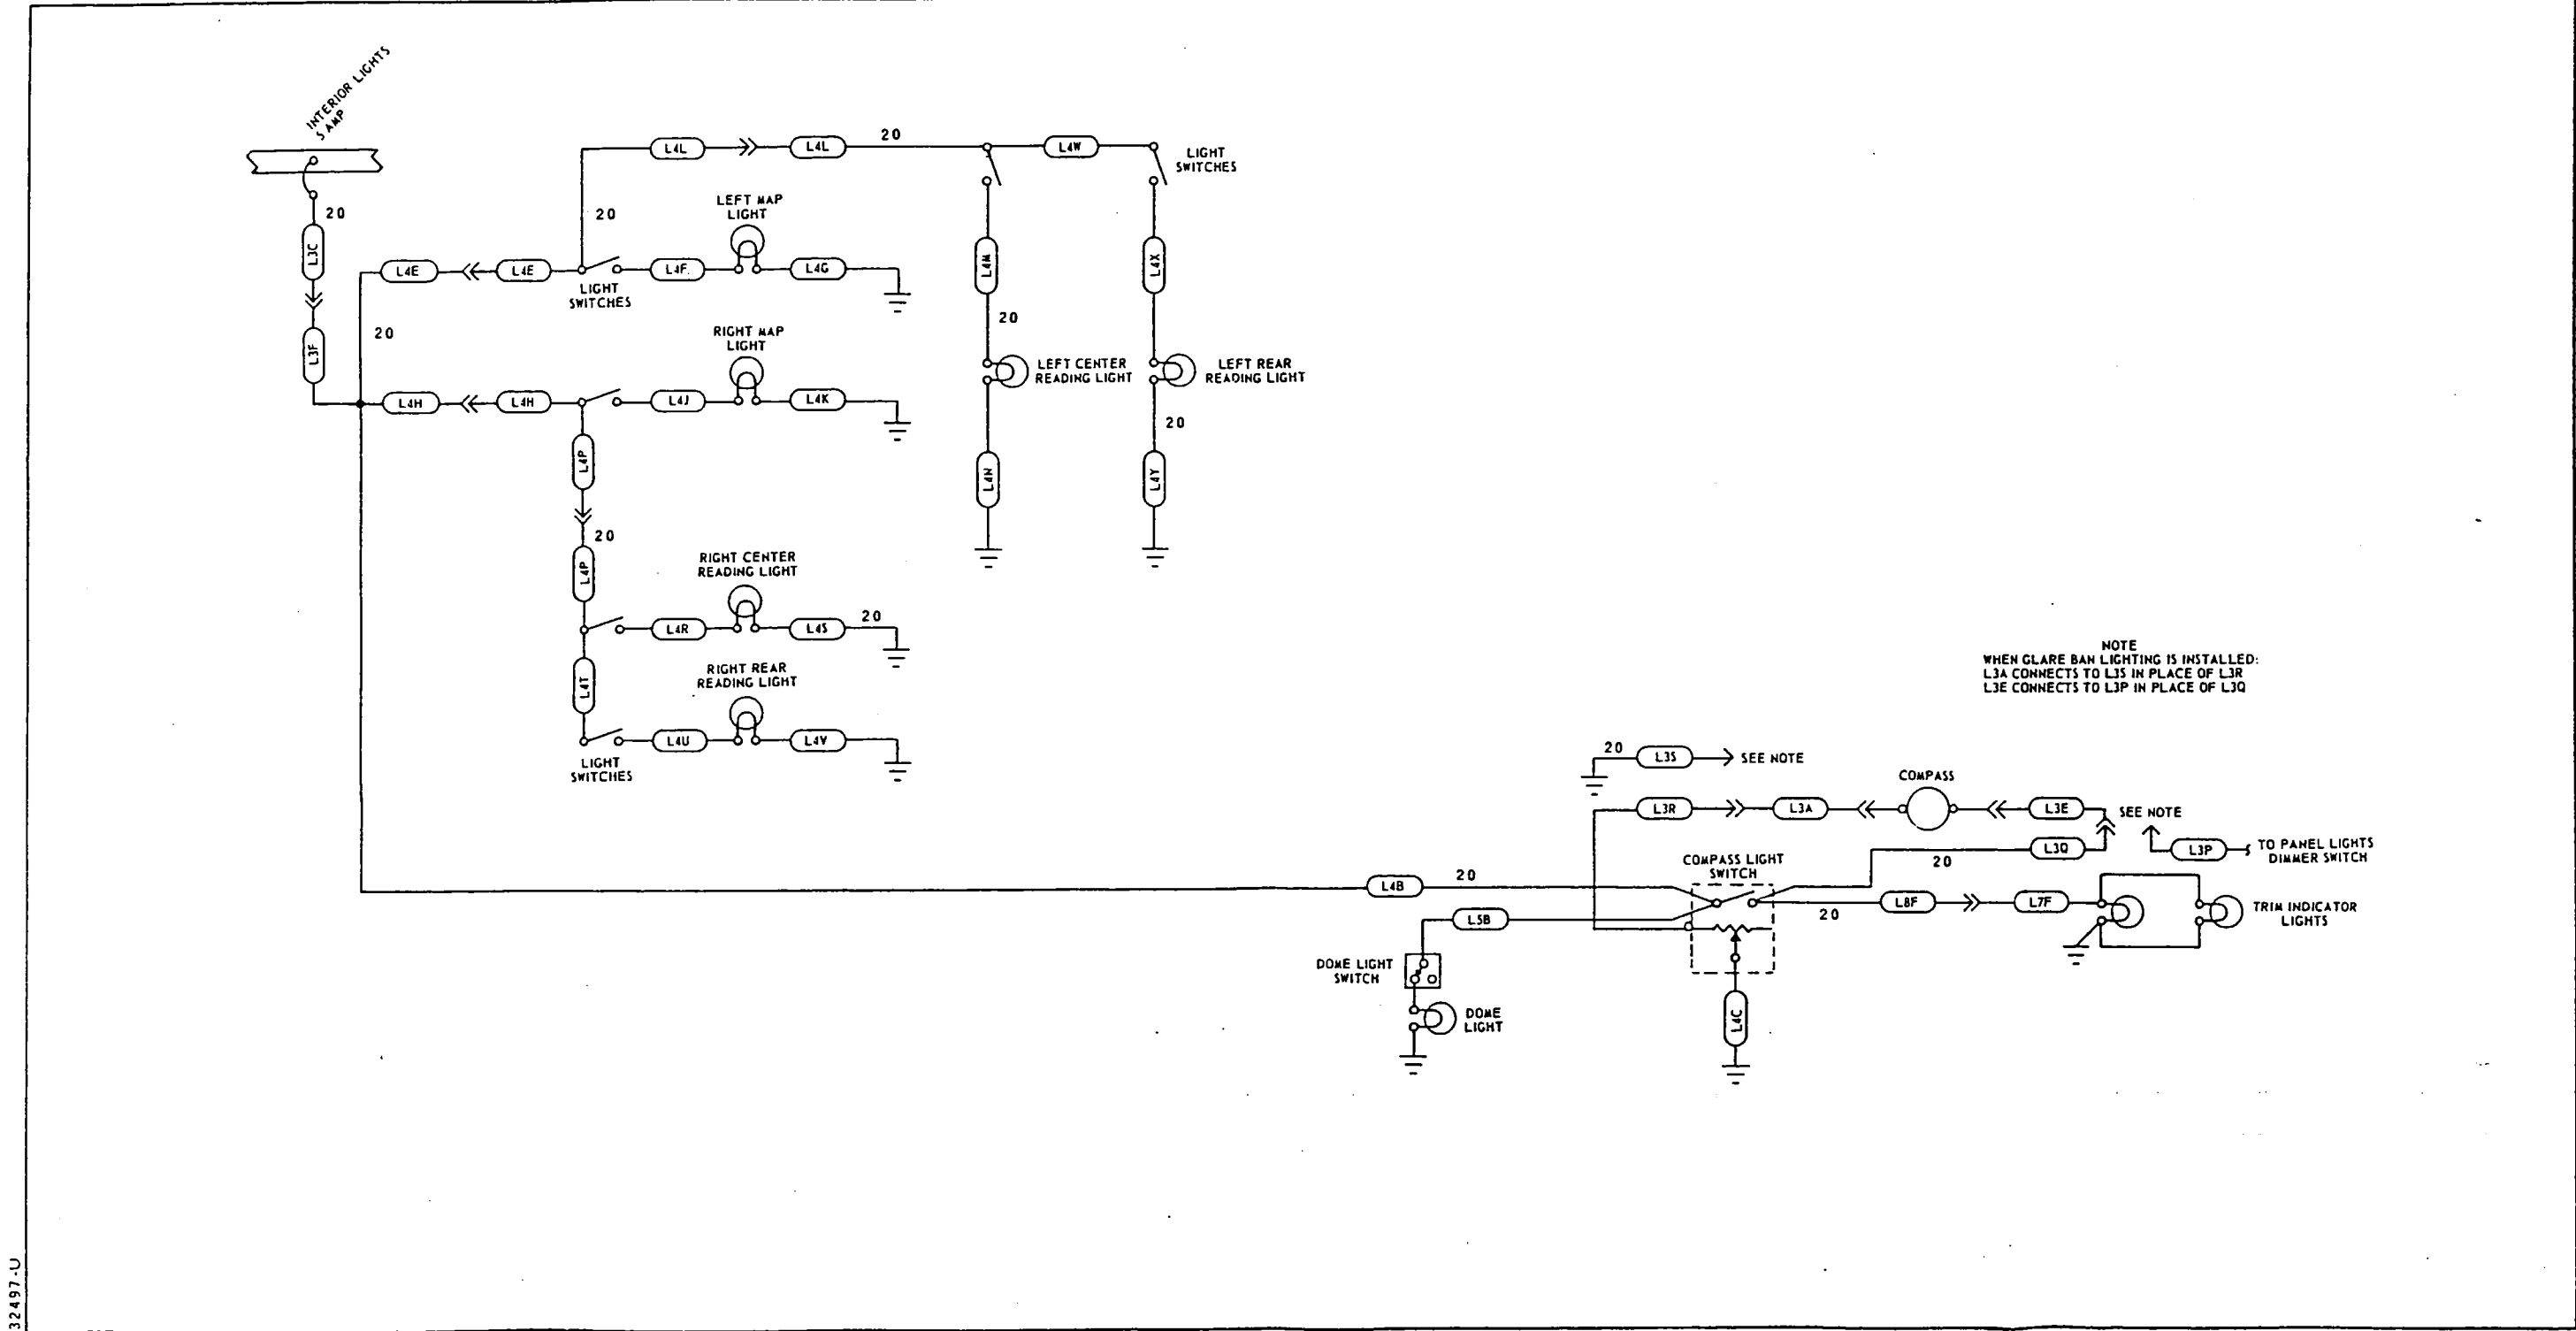 INTERIOR LIGHTS
5 AMP
20
L3C
L3F
20
L4E
L4E
20
LIGHT
SWITCHES
L4L
L4L
20
L4W
LIGHT
SWITCHES
LEFT MAP
LIGHT
L4F
L4G
RIGHT MAP
LIGHT
L4H
L4H
L4J
L4K
L4M
20
LEFT CENTER
READING LIGHT
L4N
L4X
LEFT REAR
READING LIGHT
20
L4Y
L4P
20
L4P
RIGHT CENTER
READING LIGHT
L4R
L4S
20
L4T
RIGHT REAR
READING LIGHT
L4U
L4V
LIGHT
SWITCHES
NOTE
WHEN GLARE BAN LIGHTING IS INSTALLED:
L3A CONNECTS TO L3S IN PLACE OF L3R
L3E CONNECTS TO L3P IN PLACE OF L3Q
20
L3S
SEE NOTE
COMPASS
L3R
L3A
L3E
SEE NOTE
L3Q
20
L3P
TO PANEL LIGHTS
DIMMER SWITCH
COMPASS LIGHT
SWITCH
L4B
20
L5B
20
L8F
L7F
TRIM INDICATOR
LIGHTS
DOME LIGHT
SWITCH
DOME
LIGHT
L4C
32497-U